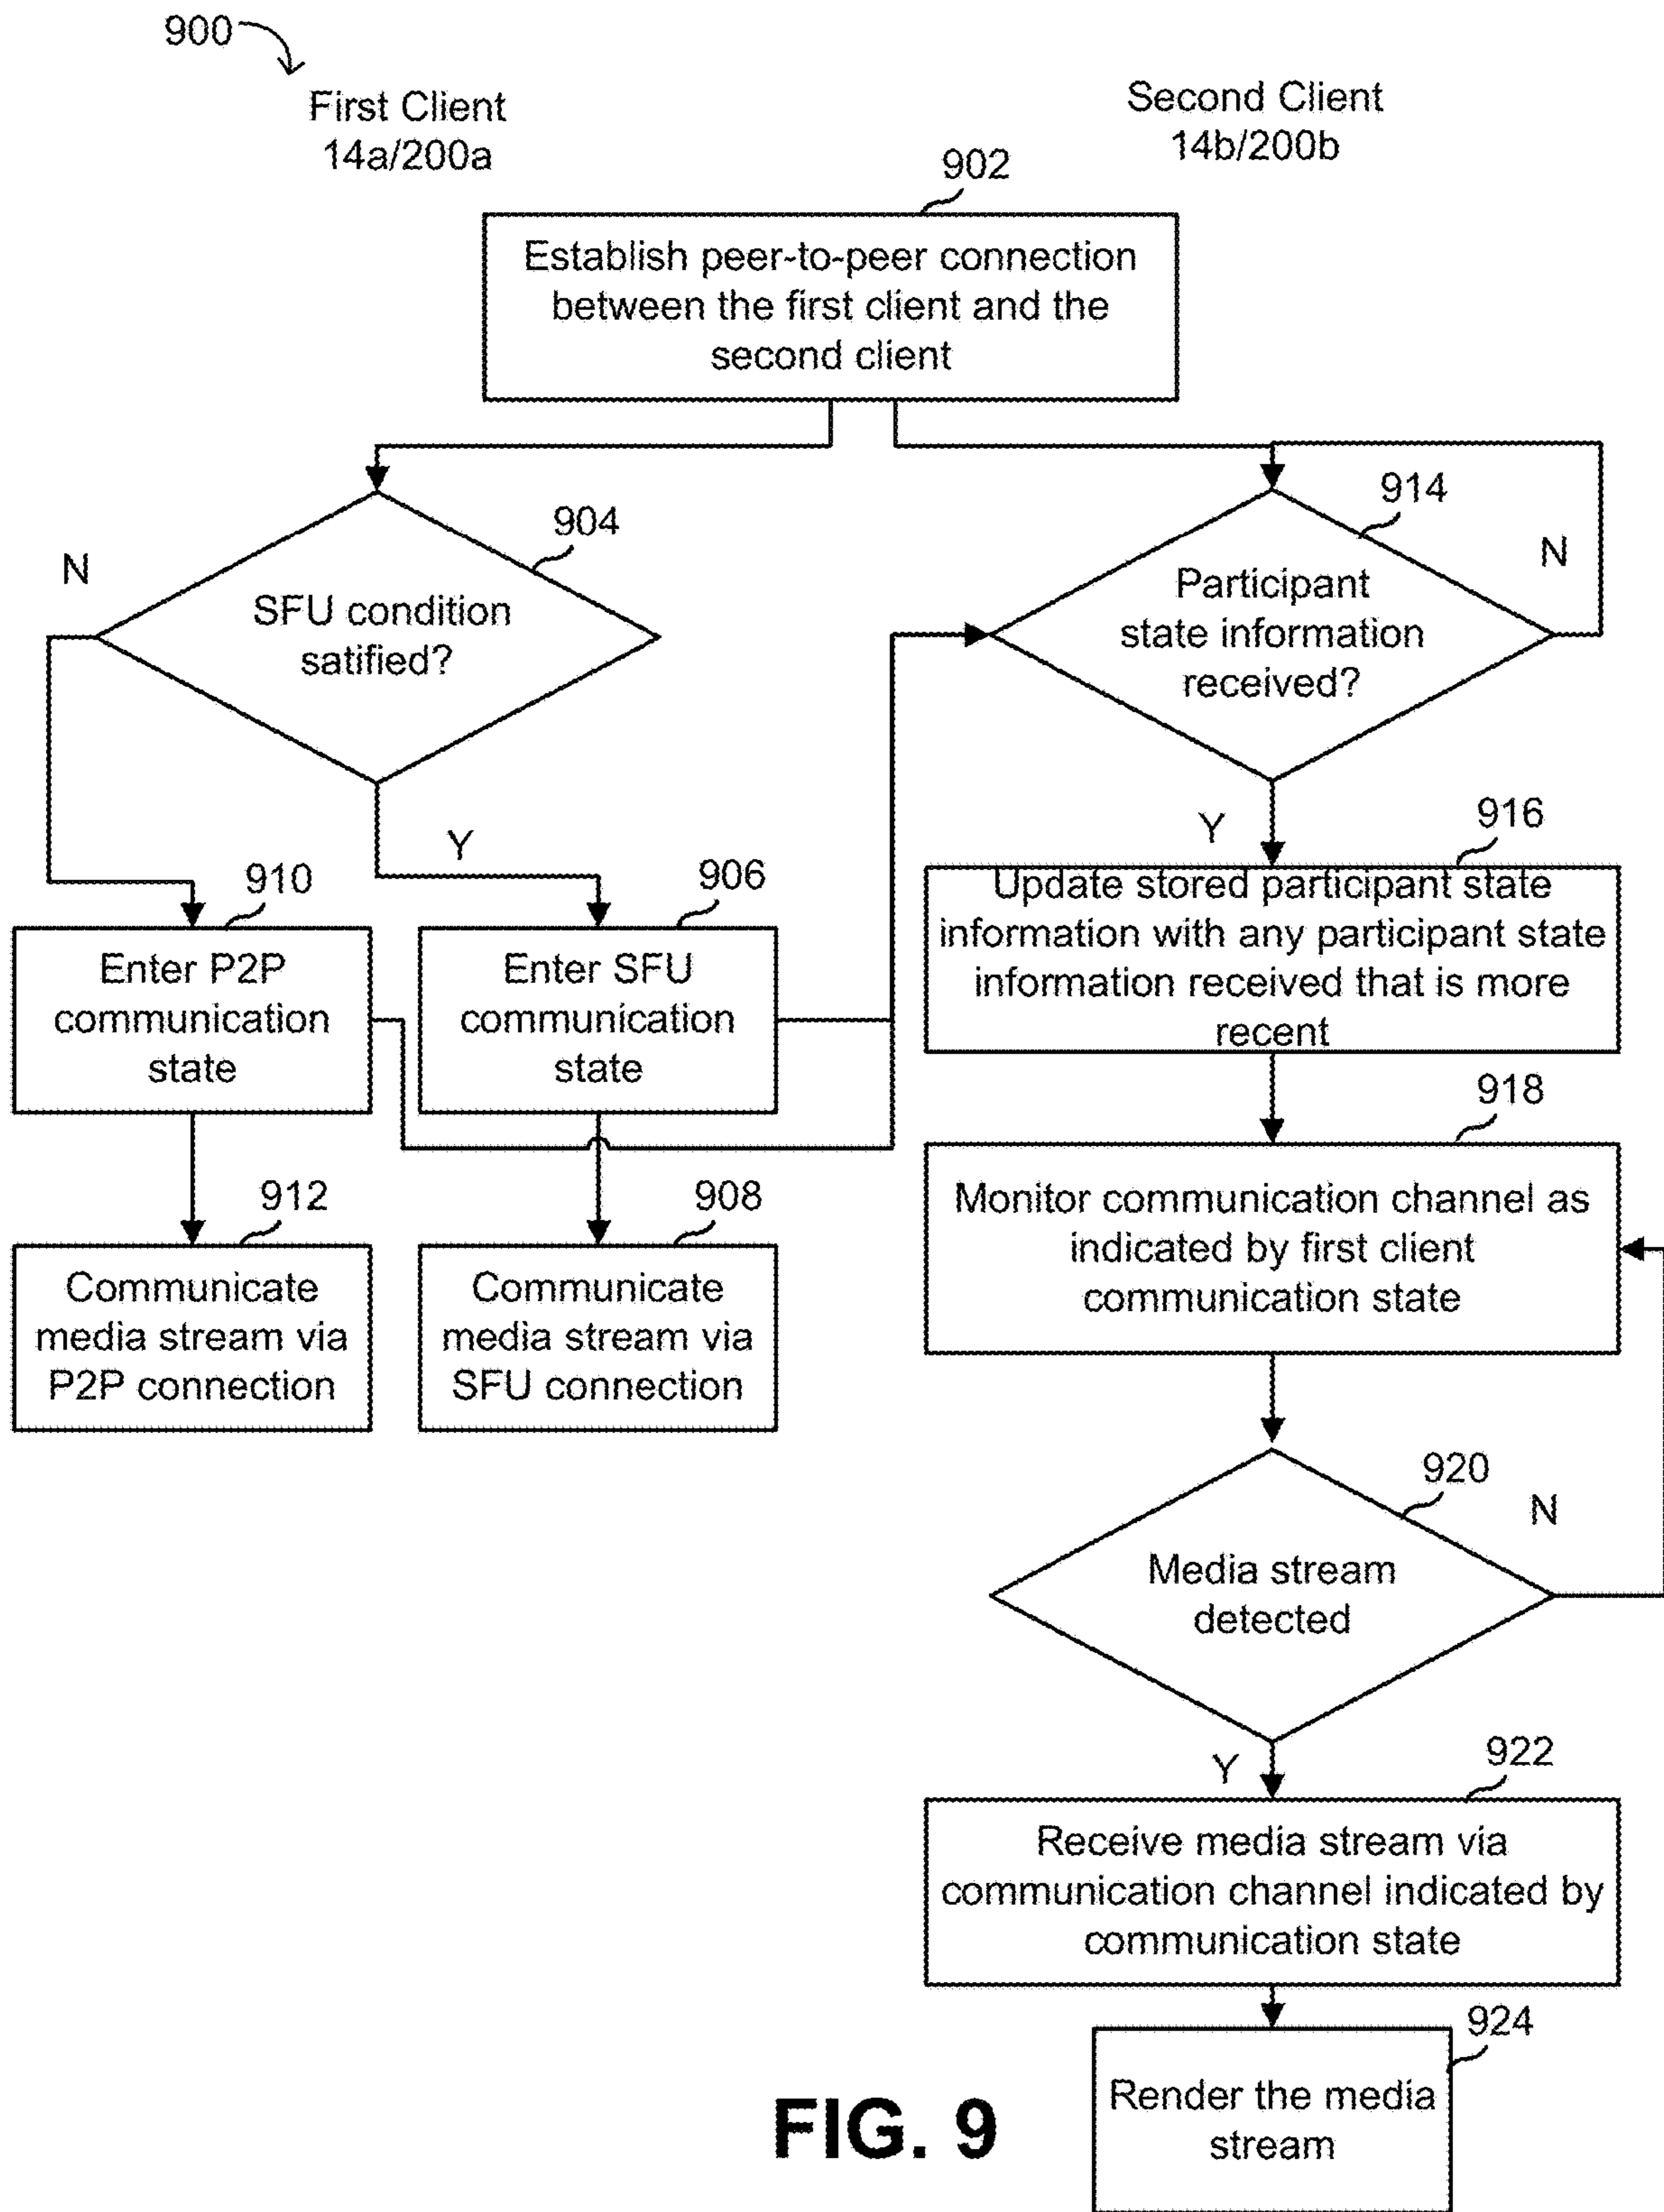 900
First Client
14a/200a
Second Client
14b/200b
902
Establish peer-to-peer connection
between the first client and the
second client
904
N
SFU condition
satified?
Y
914
N
Participant
state information
received?
Y
910
Enter P2P
communication
state
906
Enter SFU
communication
state
916
Update stored participant state
information with any participant state
information received that is more
recent
912
Communicate
media stream via
P2P connection
908
Communicate
media stream via
SFU connection
918
Monitor communication channel as
indicated by first client
communication state
920
N
Media stream
detected
Y
922
Receive media stream via
communication channel indicated by
communication state
924
Render the media
stream
FIG. 9